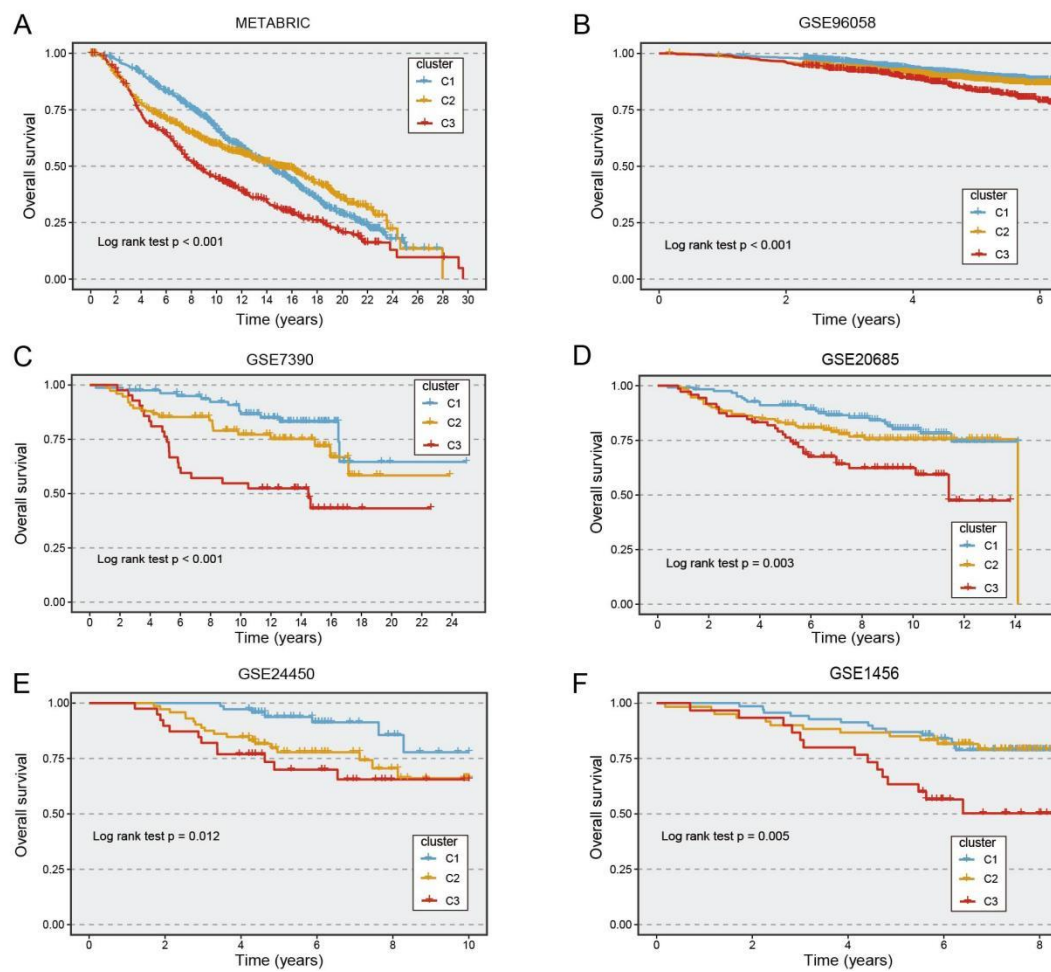 A
METABRIC
1.00
0.75
0.50
0.25
0.00
Overall survival
cluster
C1
C2
C3
Log rank test p < 0.001
0 2 4 6 8 10 12 14 16 18 20 22 24 26 28 30
Time (years)
B
GSE96058
1.00
0.75
0.50
0.25
0.00
Overall survival
cluster
C1
C2
C3
Log rank test p < 0.001
0 2 4 6
Time (years)
C
GSE7390
1.00
0.75
0.50
0.25
0.00
Overall survival
cluster
C1
C2
C3
Log rank test p < 0.001
0 2 4 6 8 10 12 14 16 18 20 22 24
Time (years)
D
GSE20685
1.00
0.75
0.50
0.25
0.00
Overall survival
cluster
C1
C2
C3
Log rank test p = 0.003
0 2 4 6 8 10 12 14
Time (years)
E
GSE24450
1.00
0.75
0.50
0.25
0.00
Overall survival
cluster
C1
C2
C3
Log rank test p = 0.012
0 2 4 6 8 10
Time (years)
F
GSE1456
1.00
0.75
0.50
0.25
0.00
Overall survival
cluster
C1
C2
C3
Log rank test p = 0.005
0 2 4 6 8
Time (years)